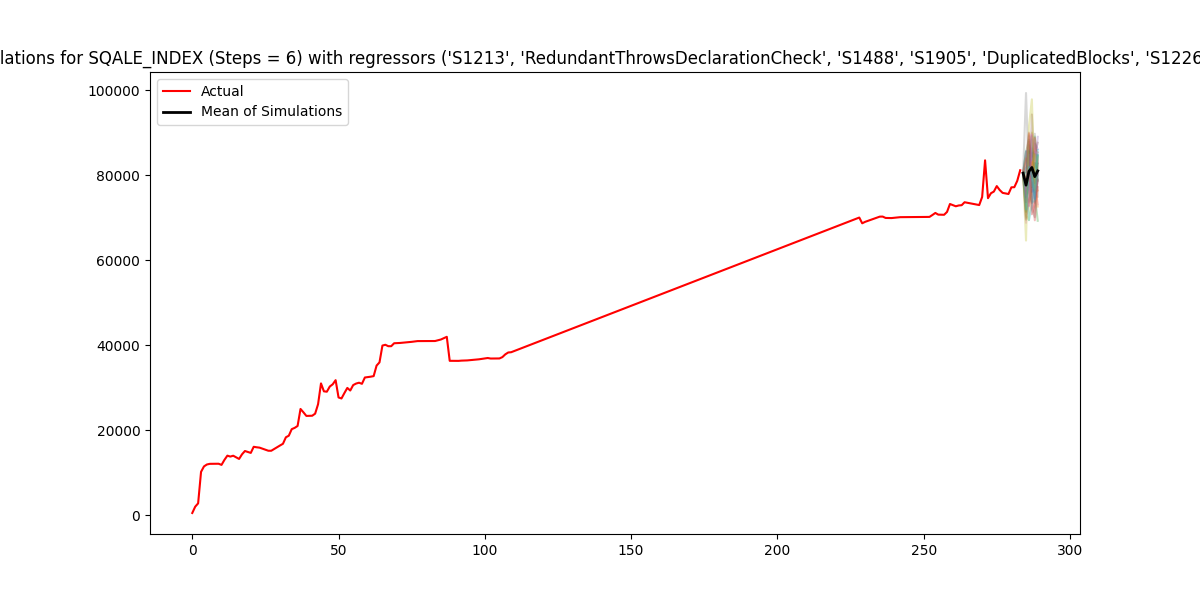 lations for SQALE_INDEX (Steps = 6) with regressors ('S1213', 'RedundantThrowsDeclarationCheck', 'S1488', 'S1905', 'DuplicatedBlocks', 'S1226
Actual
Mean of Simulations
100000
80000
60000
40000
20000
0
0 50 100 150 200 250 300